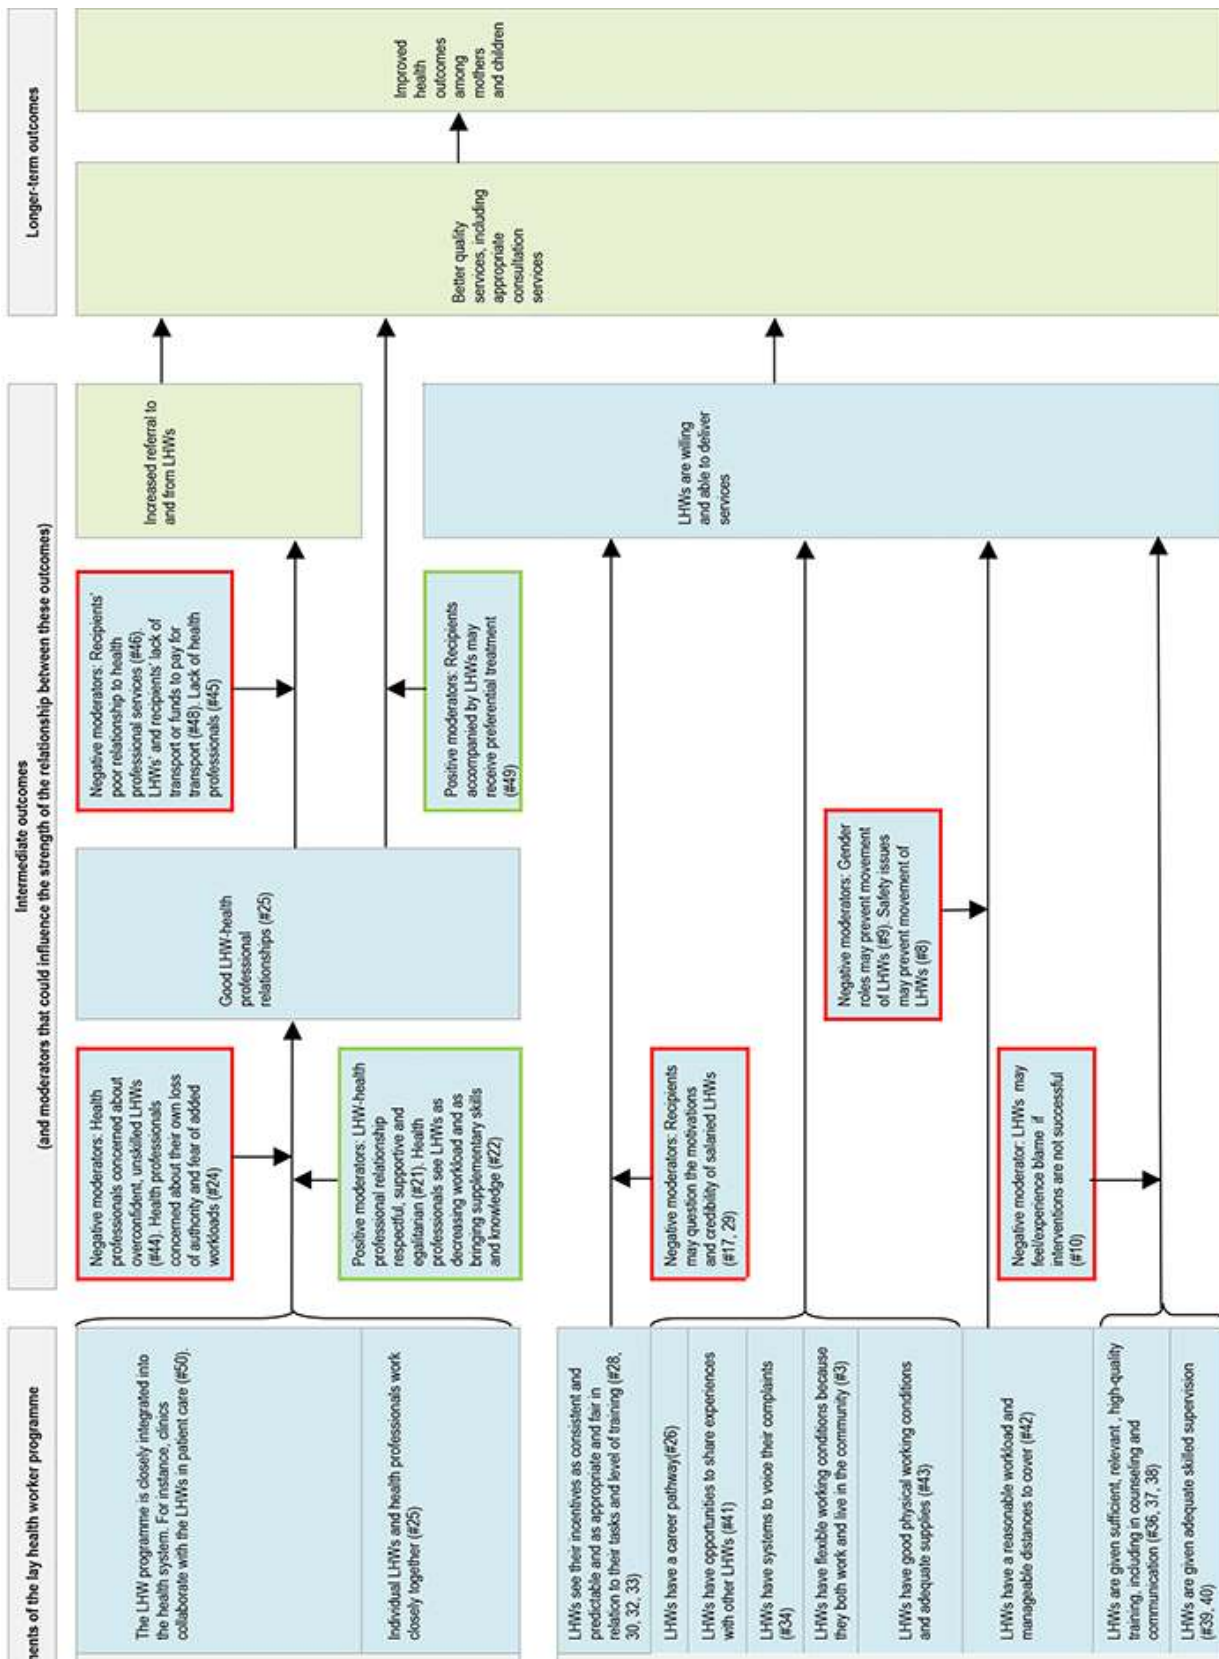 nents of the lay health worker programme
Intermediate outcomes
(and moderators that could influence the strength of the relationship between these outcomes)
Longer-term outcomes
The LHW programme is closely integrated into
the health system. For instance, clinics
collaborate with the LHWs in patient care (#50).
Individual LHWs and health professionals work
closely together (#25)
Negative moderators: Health
professionals concerned about
overconfident, unskilled LHWs
(#44). Health professionals
concerned about their own loss
of authority and fear of added
workloads (#24)
Positive moderators: LHW-health
professional relationship
respectful, supportive and
egalitarian (#21). Health
professionals see LHWs as
decreasing workload and as
bringing supplementary skills
and knowledge (#22)
Good LHW-health
professional
relationships (#25)
Negative moderators: Recipients'
poor relationship to health
professional services (#46).
LHWs' and recipients' lack of
transport or funds to pay for
transport (#48). Lack of health
professionals (#45)
Positive moderators: Recipients
accompanied by LHWs may
receive preferential treatment
(#49)
Increased referral to
and from LHWs
Better quality
services, including
appropriate
consultation
services
Improved
health
outcomes
among
mothers
and children
LHWs see their incentives as consistent and
predictable and as appropriate and fair in
relation to their tasks and level of training (#28,
30, 32, 33)
LHWs have a career pathway(#26)
LHWs have opportunities to share experiences
with other LHWs (#41)
LHWs have systems to voice their complaints
(#34)
LHWs have flexible working conditions because
they both work and live in the community (#3)
LHWs have good physical working conditions
and adequate supplies (#43)
LHWs have a reasonable workload and
manageable distances to cover (#42)
LHWs are given sufficient, relevant , high-quality
training, including in counseling and
communication (#36, 37, 38)
LHWs are given adequate skilled supervision
(#39, 40)
Negative moderators: Recipients
may question the motivations
and credibility of salaried LHWs
(#17, 29)
Negative moderators: Gender
roles may prevent movement
of LHWs (#9). Safety issues
may prevent movement of
LHWs (#8)
Negative moderator: LHWs may
feel/experience blame if
interventions are not successful
(#10)
LHWs are willing
and able to deliver
services